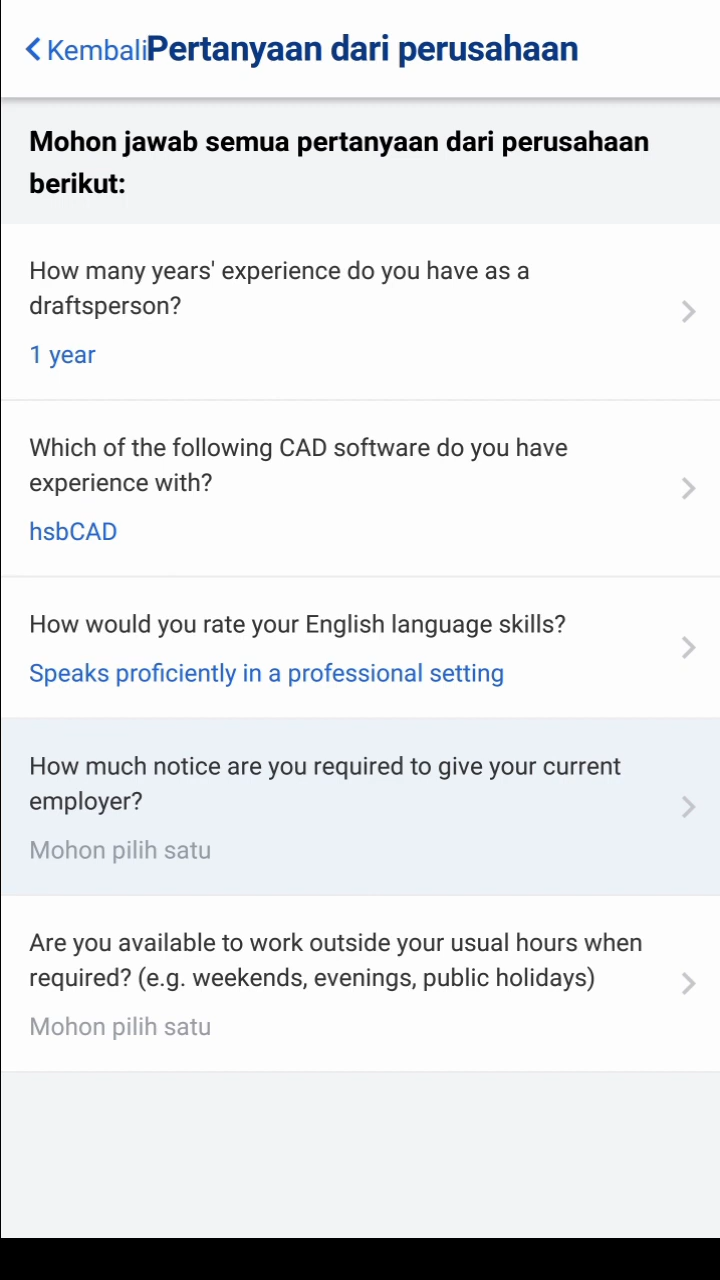 KembaliPertanyaan dari perusahaan
Mohon jawab semua pertanyaan dari perusahaan
berikut:
How many years' experience do you have as a
draftsperson?
1 year
Which of the following CAD software do you have
experience with?
hsbCAD
How would you rate your English language skills?
Speaks proficiently in a professional setting
How much notice are you required to give your current
employer?
Mohon pilih satu
Are you available to work outside your usual hours when
required? (e.g. weekends, evenings, public holidays)
Mohon pilih satu